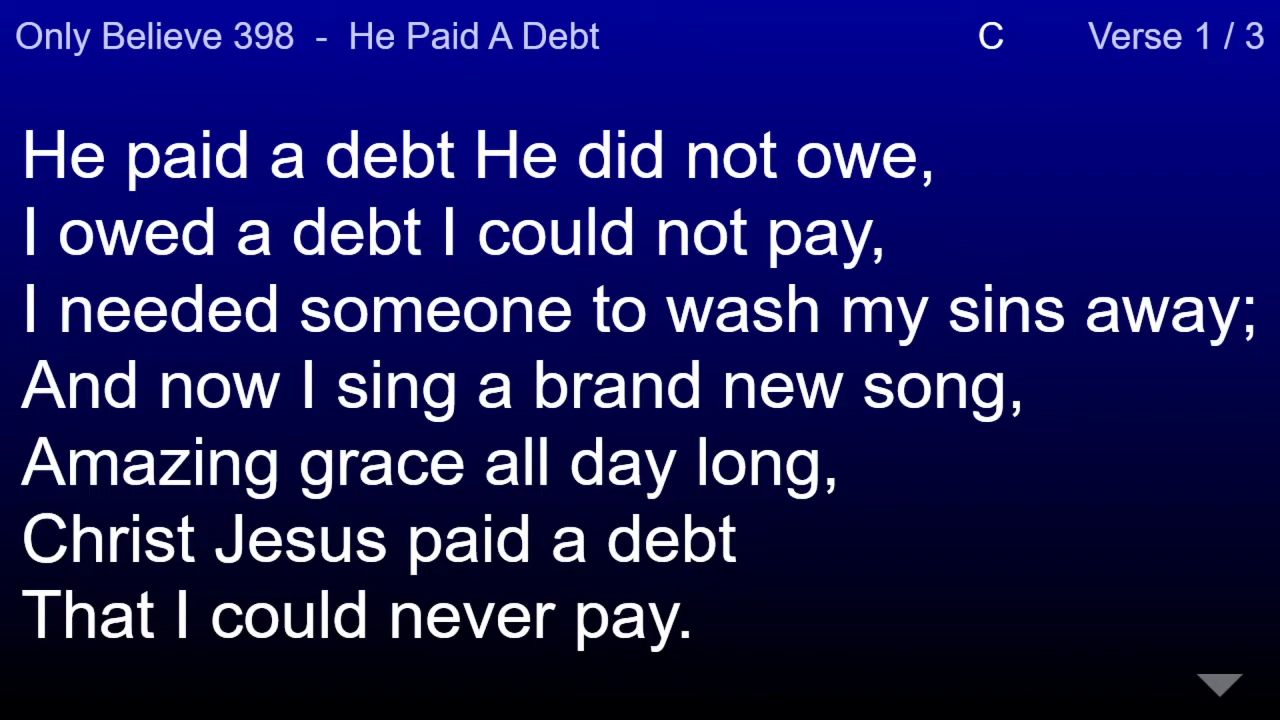 Only Believe 398 - He Paid A Debt C Verse 1 / 3
He paid a debt He did not owe,
I owed a debt I could not pay,
I needed someone to wash my sins away;
And now I sing a brand new song,
Amazing grace all day long,
Christ Jesus paid a debt
That I could never pay.